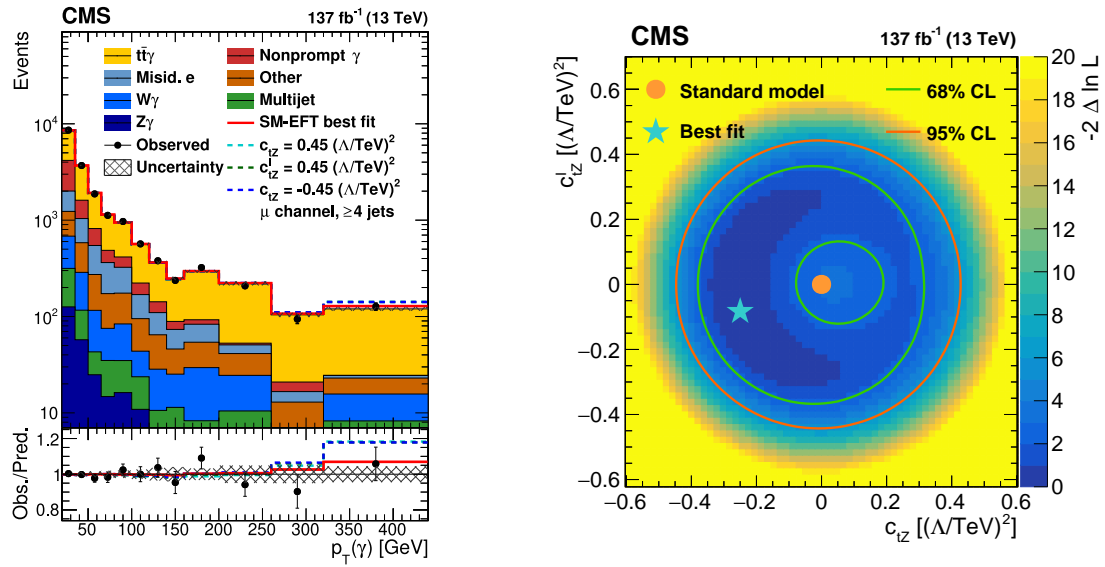 CMS
137 fb⁻¹ (13 TeV)
Events
tt̄γ
Nonprompt γ
Misid. e
Other
Wγ
Multijet
Zγ
SM-EFT best fit
Observed
c_tZ = 0.45 (Λ/TeV)²
Uncertainty
c^I_tZ = 0.45 (Λ/TeV)²
c_tZ = -0.45 (Λ/TeV)²
μ channel, ≥4 jets
10⁴
10³
10²
10
Obs./Pred.
1.2
1
0.8
50 100 150 200 250 300 350 400
p_T(γ) [GeV]
CMS
137 fb⁻¹ (13 TeV)
c^I_tZ [(Λ/TeV)²]
Standard model
68% CL
Best fit
95% CL
0.6
0.4
0.2
0
−0.2
−0.4
−0.6
−0.6 −0.4 −0.2 0 0.2 0.4 0.6
c_tZ [(Λ/TeV)²]
20
18
16
14
12
10
8
6
4
2
0
-2 Δ ln L